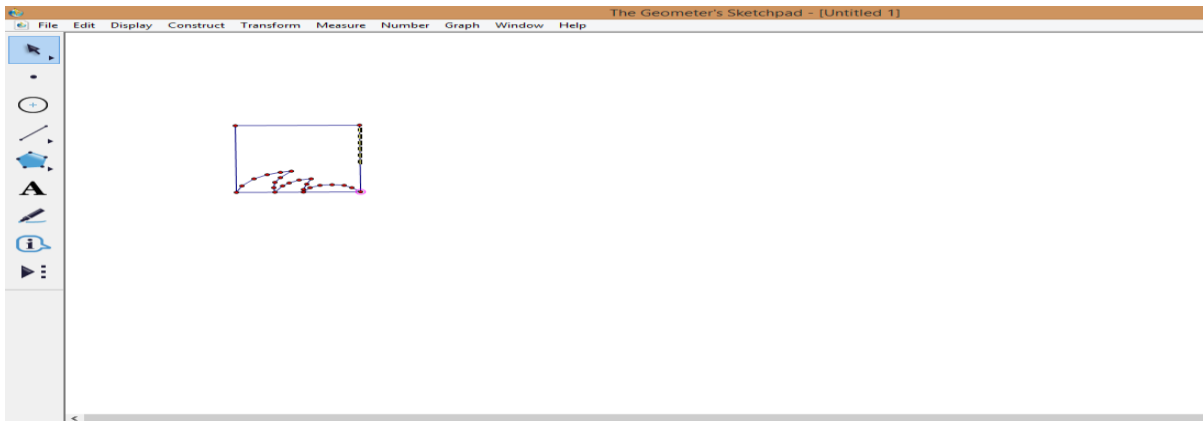 The Geometer's Sketchpad - [Untitled 1]
File Edit Display Construct Transform Measure Number Graph Window Help
A
i